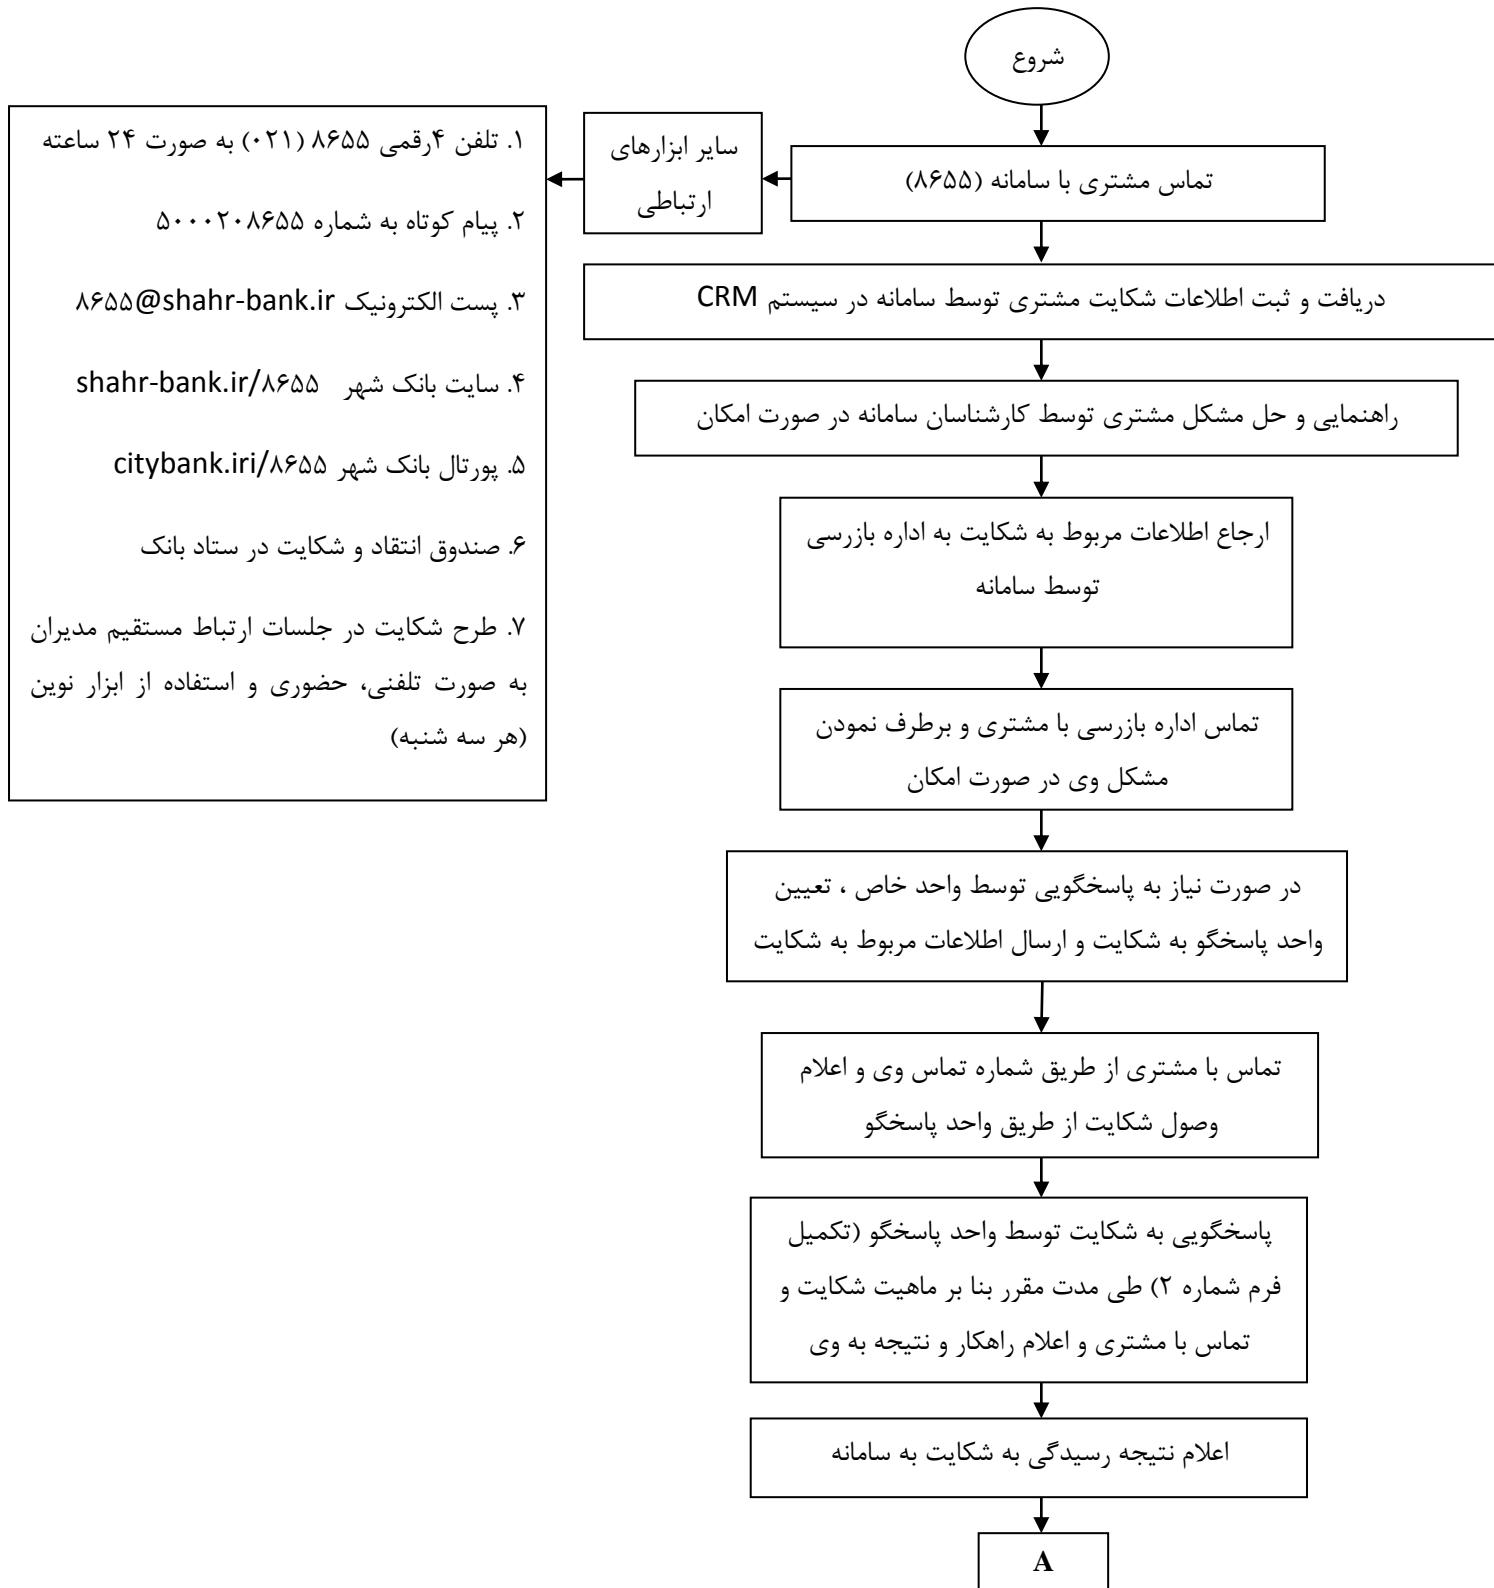 شروع
تماس مشتری با سامانه (۸۶۵۵)
سایر ابزارهای
ارتباطی
۱. تلفن ۴رقمی ۸۶۵۵ (۰۲۱) به صورت ۲۴ ساعته
۲. پیام کوتاه به شماره ۵۰۰۰۲۰۸۶۵۵
۳. پست الکترونیک ۸۶۵۵@shahr-bank.ir
۴. سایت بانک شهر shahr-bank.ir/۸۶۵۵
۵. پورتال بانک شهر citybank.iri/۸۶۵۵
۶. صندوق انتقاد و شکایت در ستاد بانک
۷. طرح شکایت در جلسات ارتباط مستقیم مدیران
به صورت تلفنی، حضوری و استفاده از ابزار نوین
(هر سه شنبه)
دریافت و ثبت اطلاعات شکایت مشتری توسط سامانه در سیستم CRM
راهنمایی و حل مشکل مشتری توسط کارشناسان سامانه در صورت امکان
ارجاع اطلاعات مربوط به شکایت به اداره بازرسی
توسط سامانه
تماس اداره بازرسی با مشتری و برطرف نمودن
مشکل وی در صورت امکان
در صورت نیاز به پاسخگویی توسط واحد خاص ، تعیین
واحد پاسخگو به شکایت و ارسال اطلاعات مربوط به شکایت
تماس با مشتری از طریق شماره تماس وی و اعلام
وصول شکایت از طریق واحد پاسخگو
پاسخگویی به شکایت توسط واحد پاسخگو (تکمیل
فرم شماره ۲) طی مدت مقرر بنا بر ماهیت شکایت و
تماس با مشتری و اعلام راهکار و نتیجه به وی
اعلام نتیجه رسیدگی به شکایت به سامانه
A